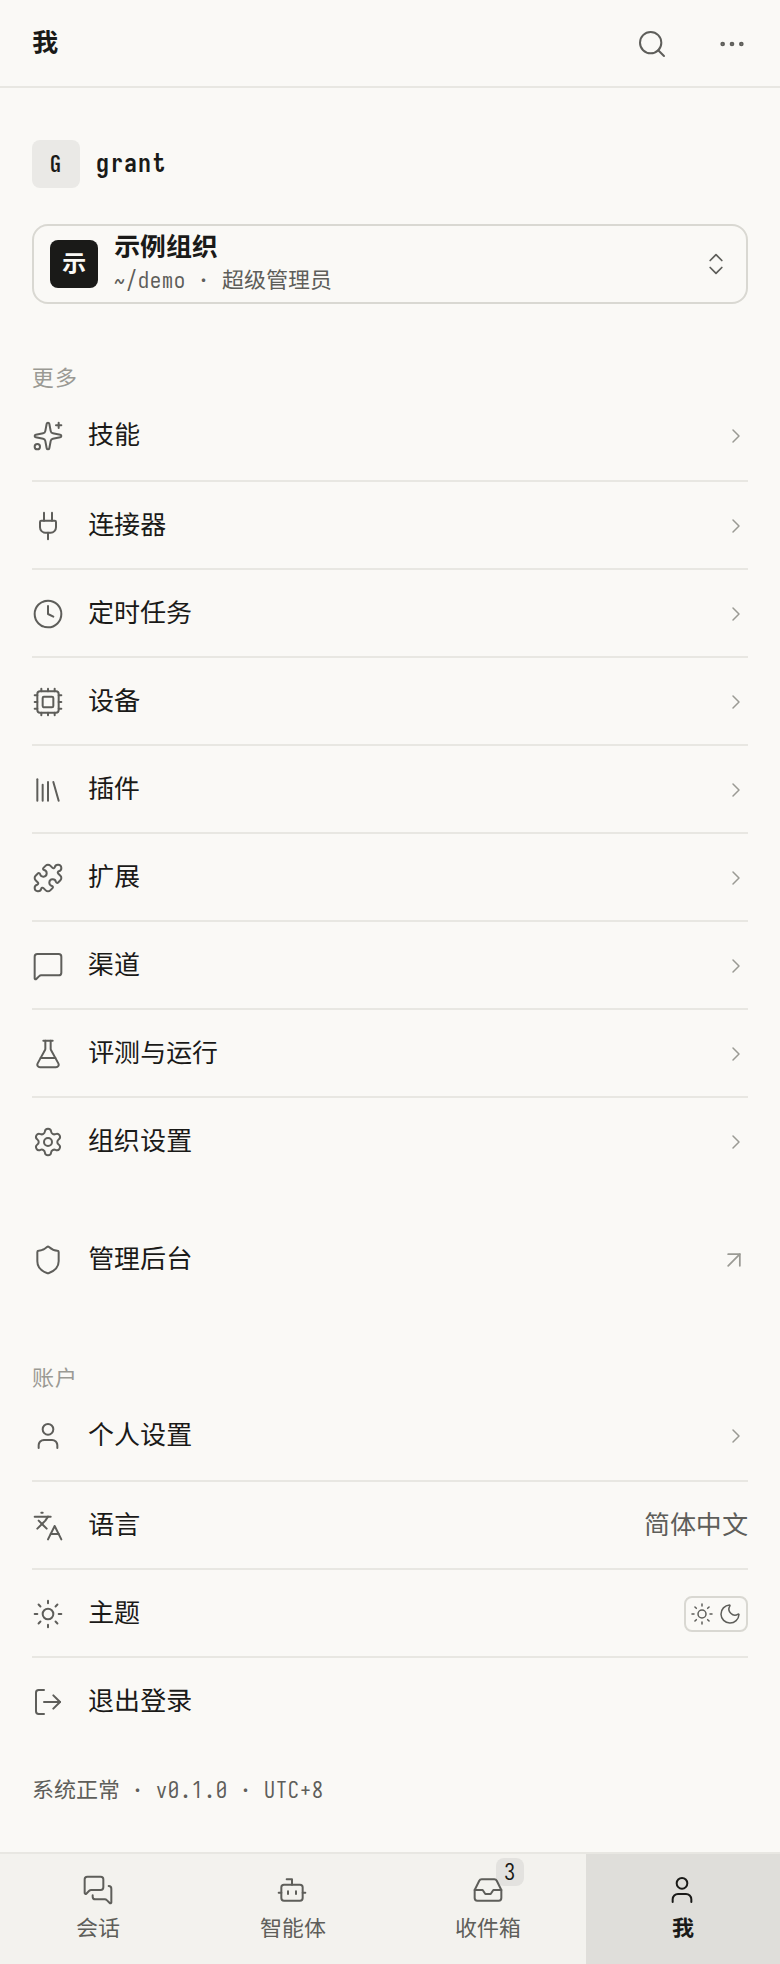 我
G grant
示 示例组织
~/demo · 超级管理员
更多
技能
连接器
定时任务
设备
插件
扩展
渠道
评测与运行
组织设置
管理后台
账户
个人设置
语言 简体中文
主题
退出登录
系统正常 · v0.1.0 · UTC+8
3
会话 智能体 收件箱 我